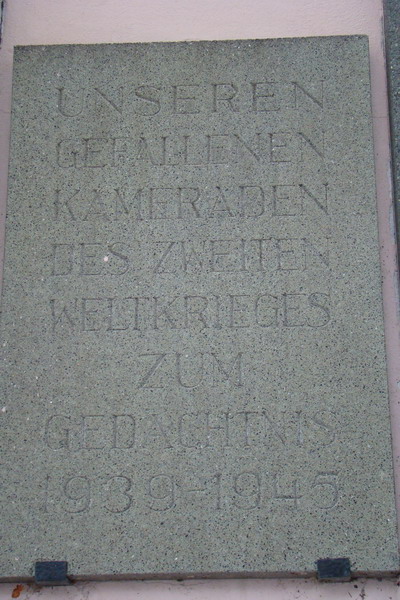 UNSEREN
GEFALLENEN
KAMERADEN
DES ZWEITEN
WELTKRIEGES
ZUM
GEDÄCHTNIS
1939-1945